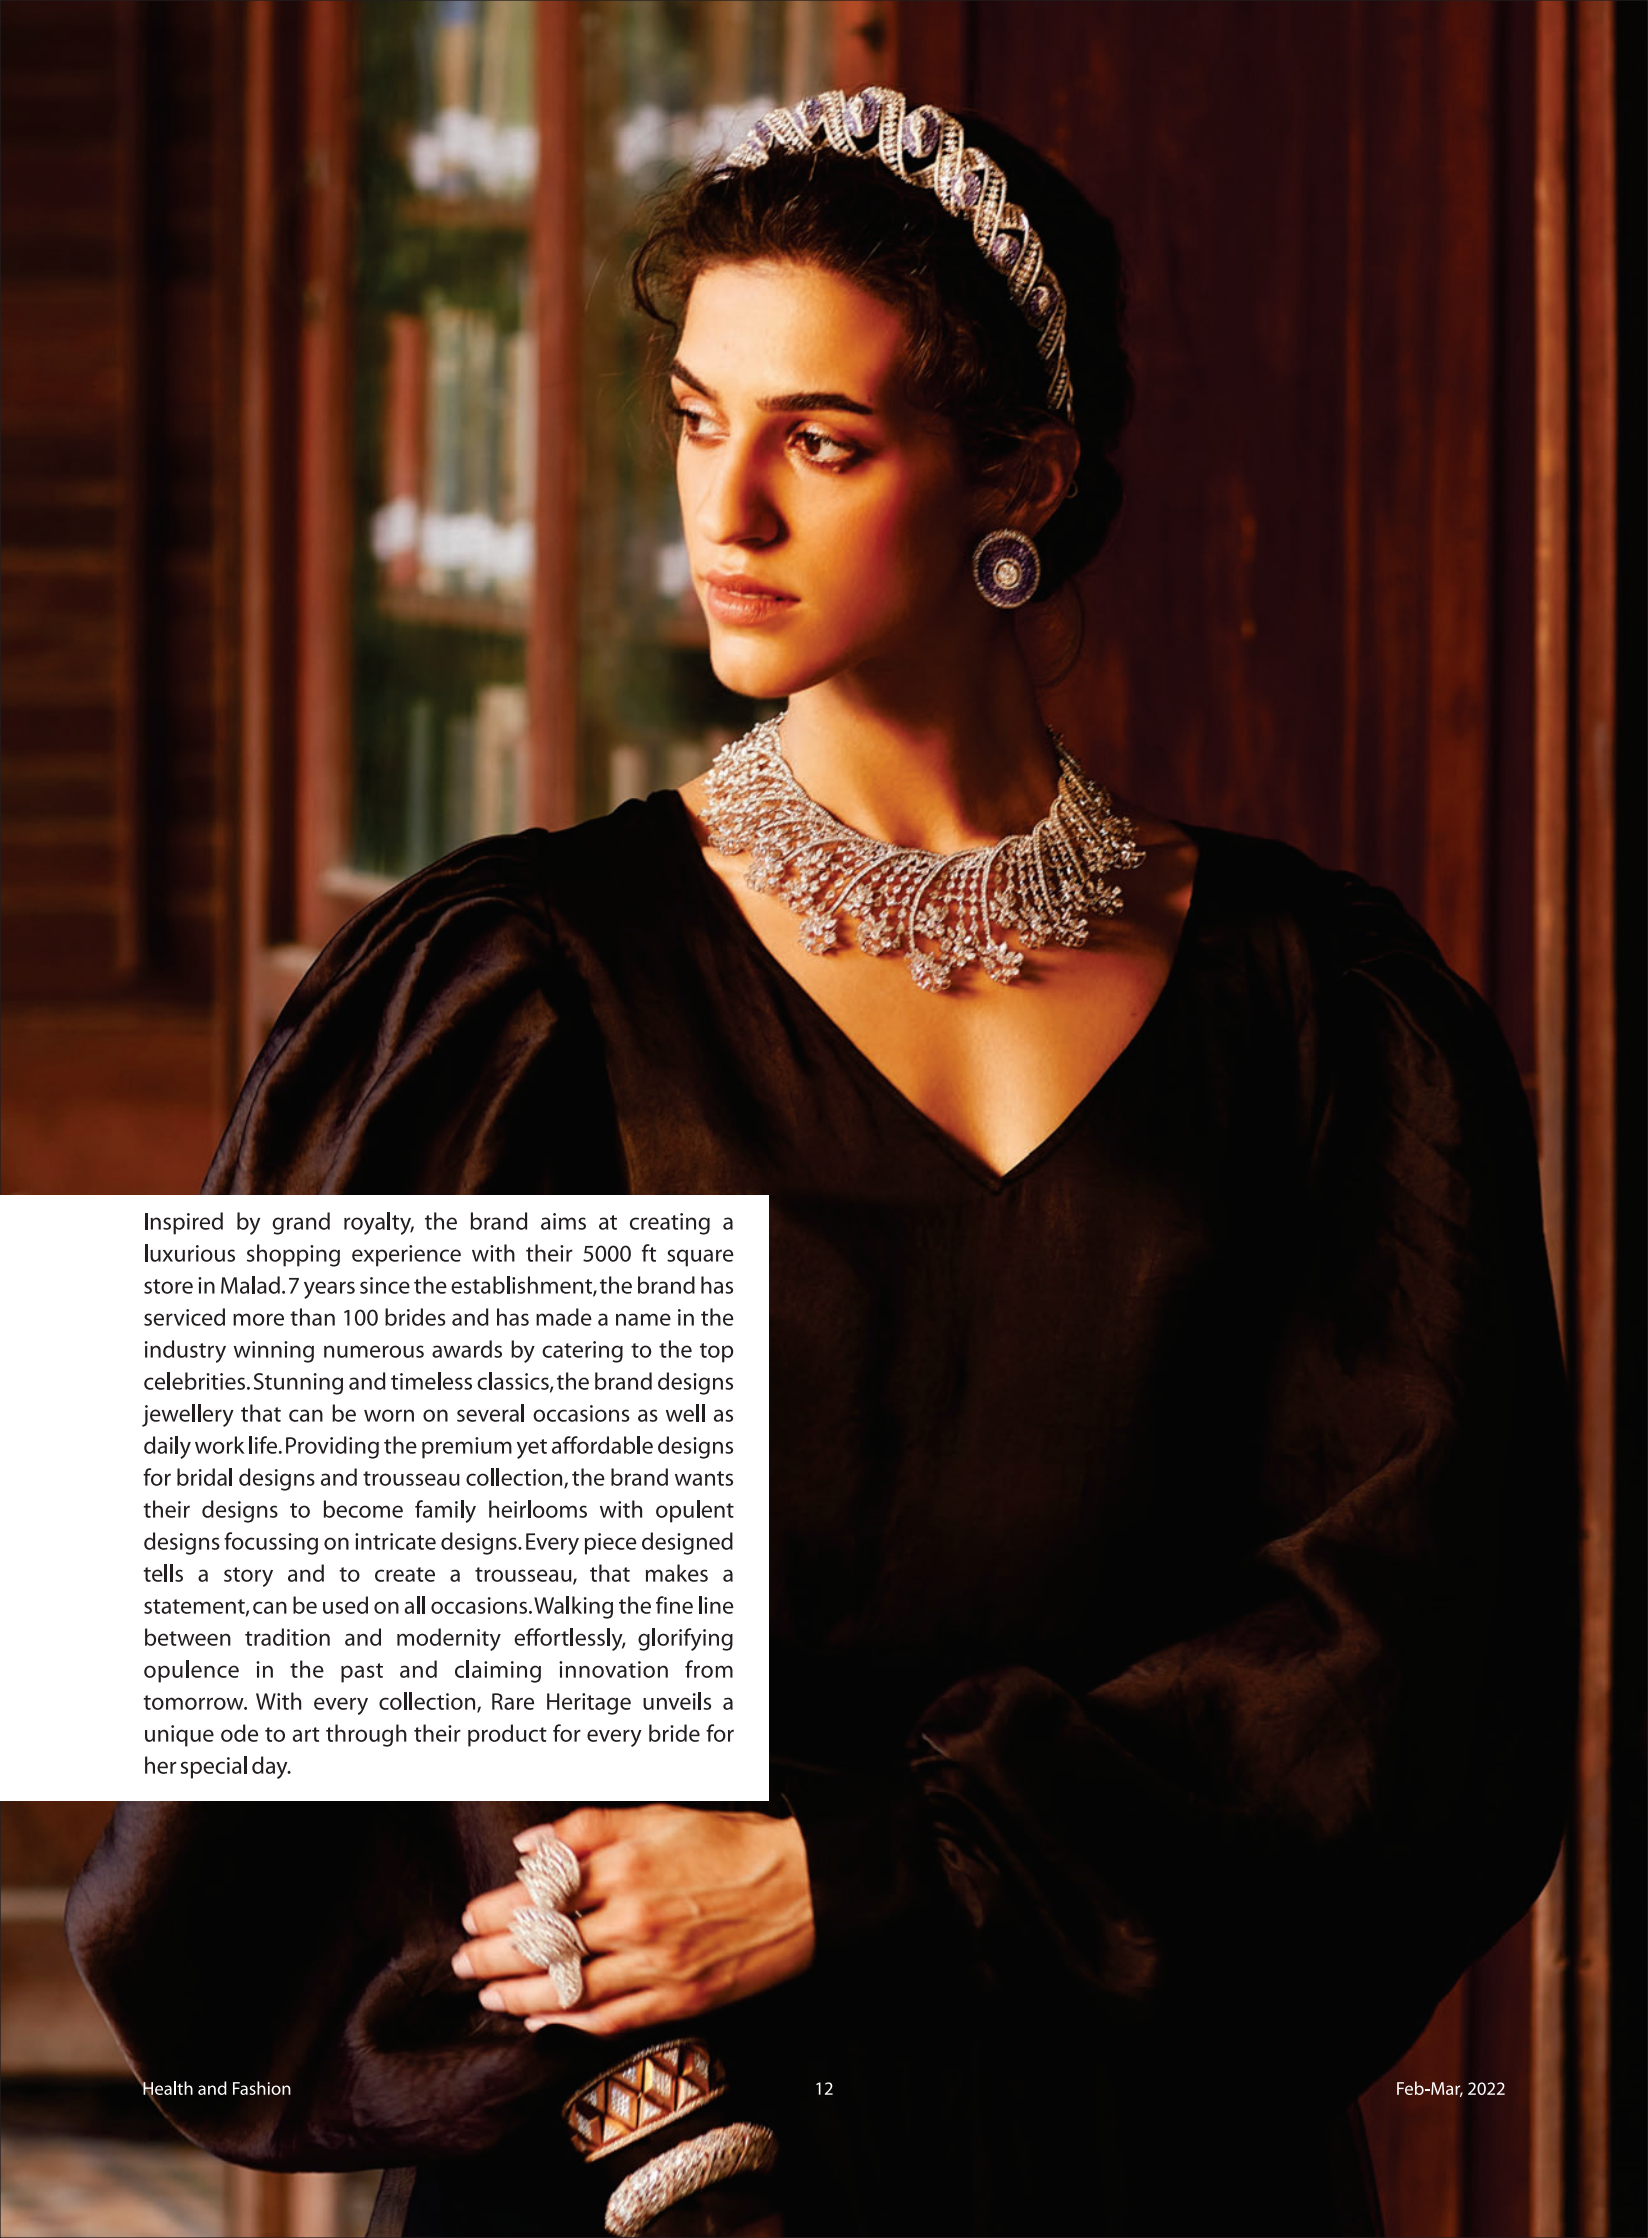 Inspired by grand royalty, the brand aims at creating a
luxurious shopping experience with their 5000 ft square
store in Malad. 7 years since the establishment, the brand has
serviced more than 100 brides and has made a name in the
industry winning numerous awards by catering to the top
celebrities. Stunning and timeless classics, the brand designs
jewellery that can be worn on several occasions as well as
daily work life. Providing the premium yet affordable designs
for bridal designs and trousseau collection, the brand wants
their designs to become family heirlooms with opulent
designs focussing on intricate designs. Every piece designed
tells a story and to create a trousseau, that makes a
statement, can be used on all occasions. Walking the fine line
between tradition and modernity effortlessly, glorifying
opulence in the past and claiming innovation from
tomorrow. With every collection, Rare Heritage unveils a
unique ode to art through their product for every bride for
her special day.
Health and Fashion
12
Feb-Mar, 2022